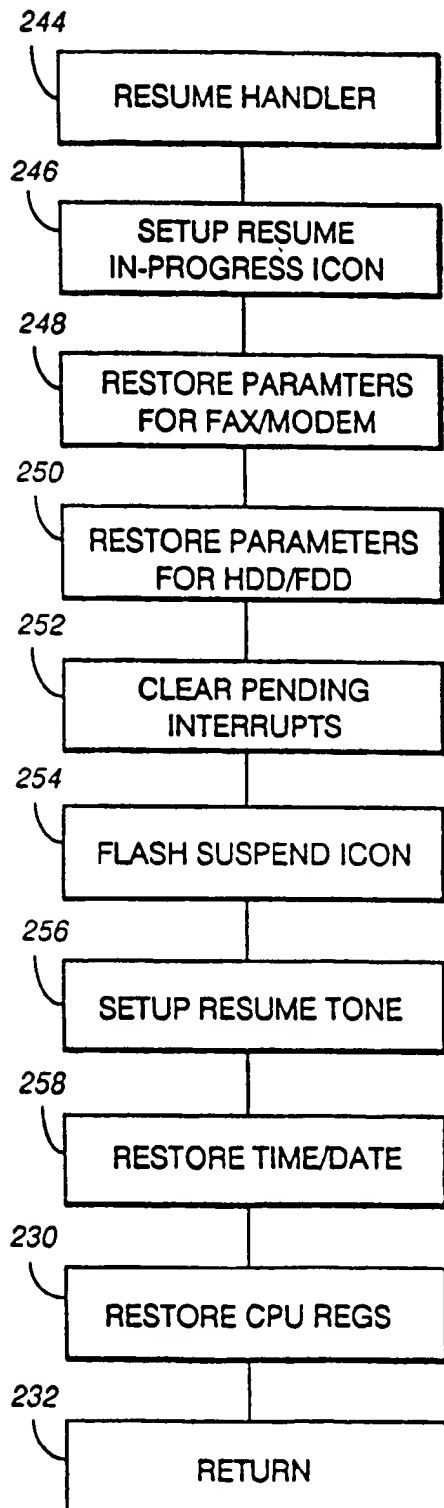 244
RESUME HANDLER
246
SETUP RESUME
IN-PROGRESS ICON
248
RESTORE PARAMTERS
FOR FAX/MODEM
250
RESTORE PARAMETERS
FOR HDD/FDD
252
CLEAR PENDING
INTERRUPTS
254
FLASH SUSPEND ICON
256
SETUP RESUME TONE
258
RESTORE TIME/DATE
230
RESTORE CPU REGS
232
RETURN